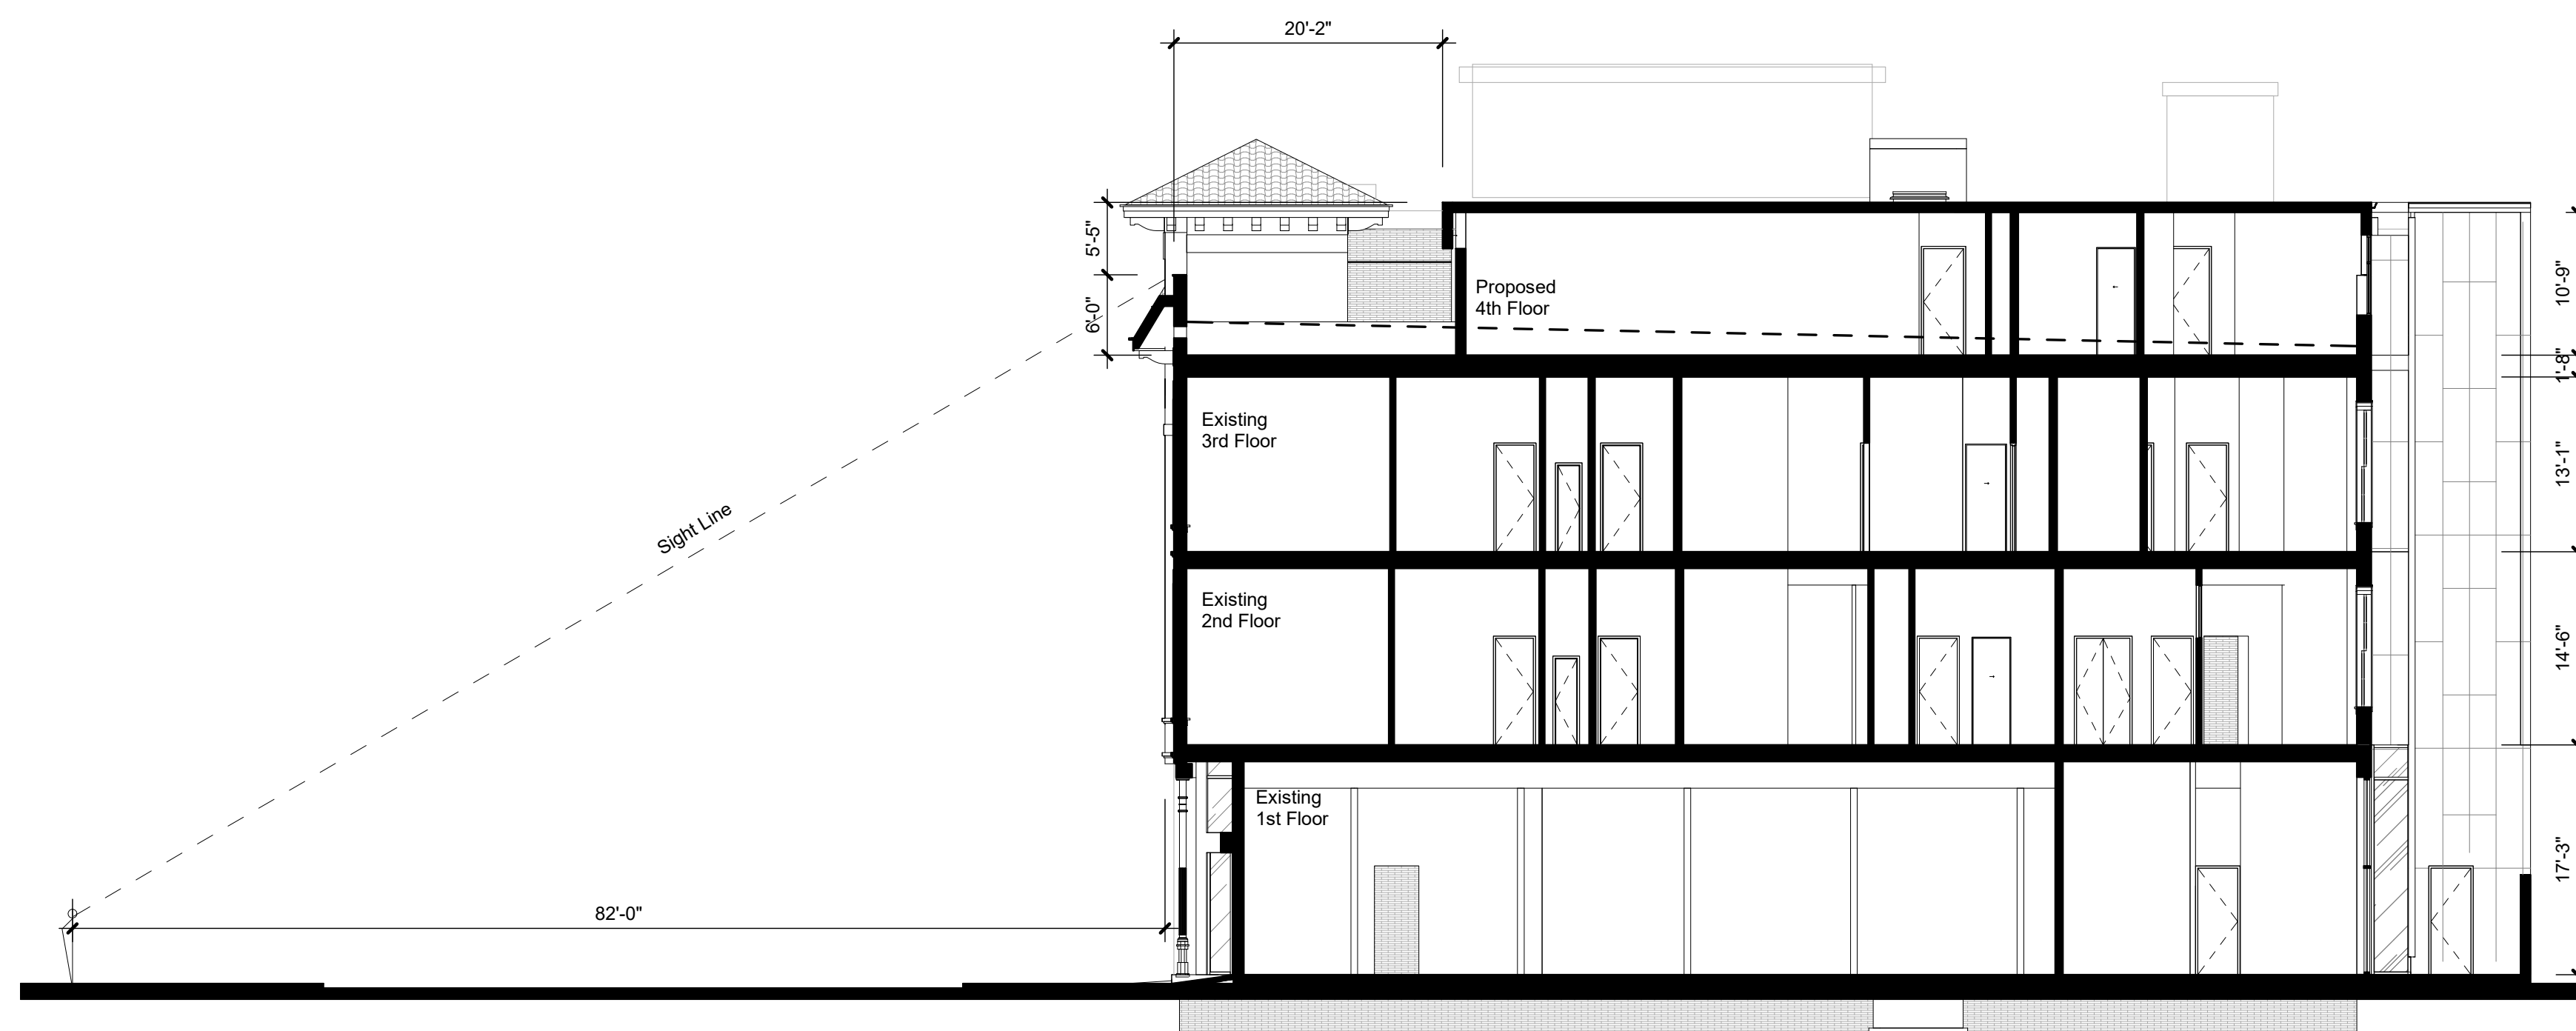 20'-2"
5'-5"
6'-0"
Proposed
4th Floor
10'-9"
1'-8"
Existing
3rd Floor
13'-1"
Sight Line
Existing
2nd Floor
14'-6"
Existing
1st Floor
17'-3"
82'-0"